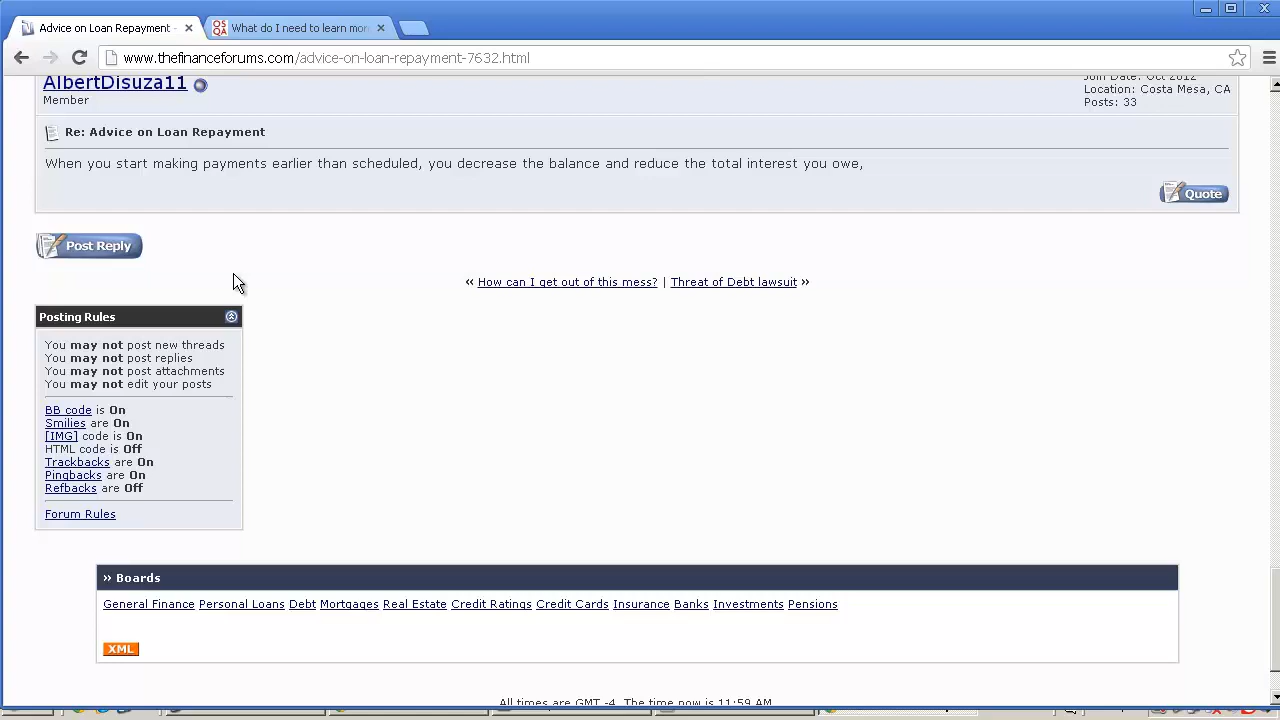 Advice on Loan Repayment -
OSQA What do I need to learn mor
www.thefinanceforums.com/advice-on-loan-repayment-7632.html
AlbertDisuza11
Join Date: Oct 2012
Member
Location: Costa Mesa, CA
Posts: 33
Re: Advice on Loan Repayment
When you start making payments earlier than scheduled, you decrease the balance and reduce the total interest you owe,
Quote
Post Reply
« How can I get out of this mess? | Threat of Debt lawsuit »
Posting Rules
You may not post new threads
You may not post replies
You may not post attachments
You may not edit your posts
BB code is On
Smilies are On
[IMG] code is On
HTML code is Off
Trackbacks are On
Pingbacks are On
Refbacks are Off
Forum Rules
» Boards
General Finance Personal Loans Debt Mortgages Real Estate Credit Ratings Credit Cards Insurance Banks Investments Pensions
XML
All times are GMT -4. The time now is 11:59 AM.